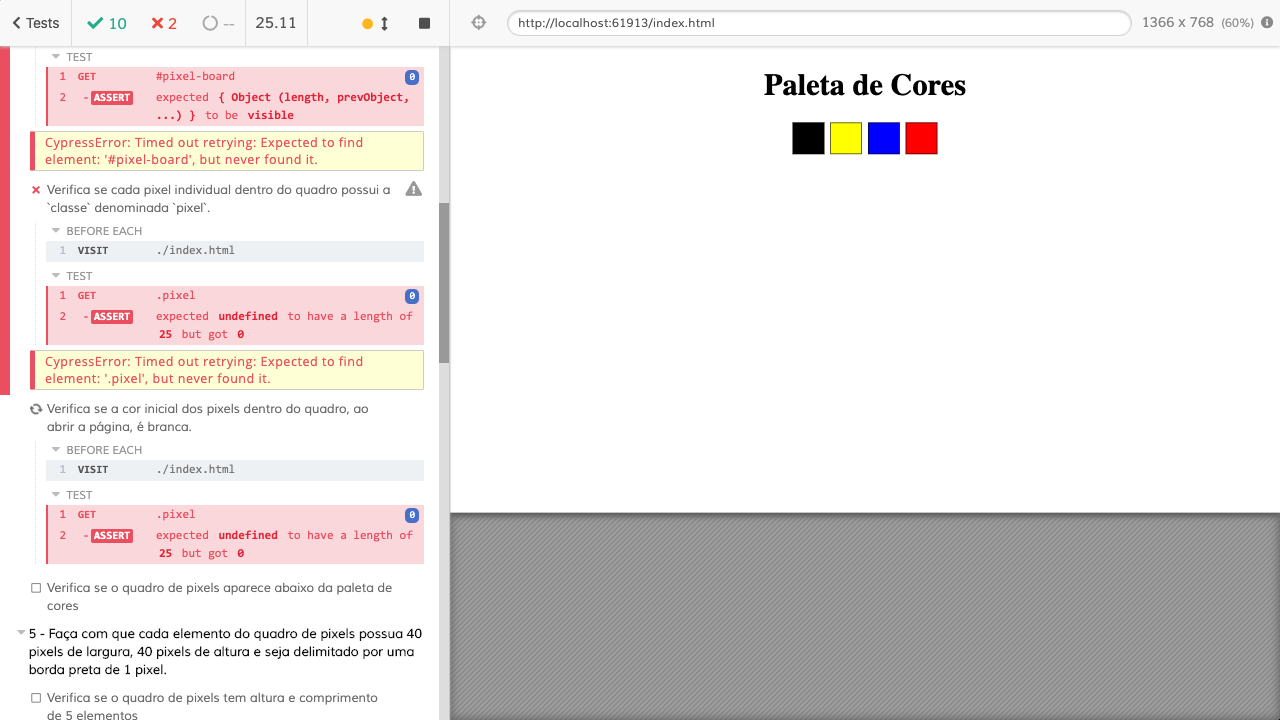 Tests
10
2
--
25.11
http://localhost:61913/index.html
1366 x 768 (60%)
TEST
1 GET #pixel-board 0
2 -ASSERT expected { Object (length, prevObject,
...) } to be visible
CypressError: Timed out retrying: Expected to find
element: '#pixel-board', but never found it.
Verifica se cada pixel individual dentro do quadro possui a
`classe` denominada `pixel`.
BEFORE EACH
1 VISIT ./index.html
TEST
1 GET .pixel 0
2 -ASSERT expected undefined to have a length of
25 but got 0
CypressError: Timed out retrying: Expected to find
element: '.pixel', but never found it.
Verifica se a cor inicial dos pixels dentro do quadro, ao
abrir a página, é branca.
BEFORE EACH
1 VISIT ./index.html
TEST
1 GET .pixel 0
2 -ASSERT expected undefined to have a length of
25 but got 0
Verifica se o quadro de pixels aparece abaixo da paleta de
cores
5 - Faça com que cada elemento do quadro de pixels possua 40
pixels de largura, 40 pixels de altura e seja delimitado por uma
borda preta de 1 pixel.
Verifica se o quadro de pixels tem altura e comprimento
de 5 elementos
Paleta de Cores